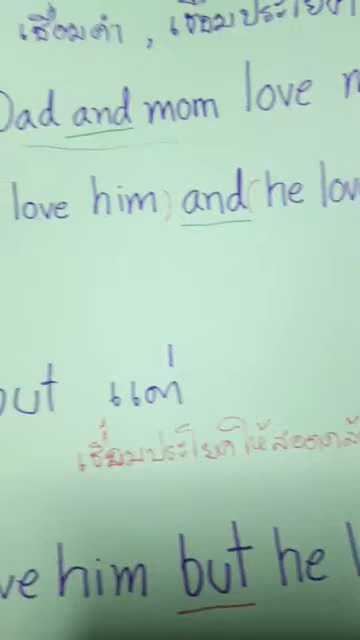 เชื่อมคำ , เชื่อมประโยค
Dad and mom love
love him) and (he lov
but แต่
เชื่อมประโยคให้สอดคล้
ve him but he l